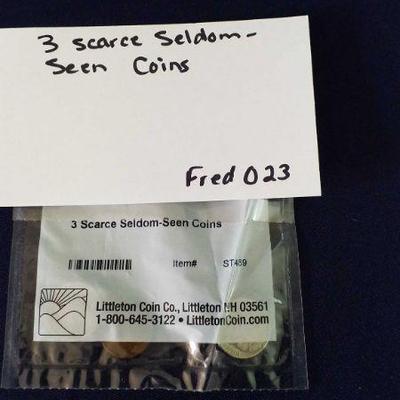 3 scarce Seldom-
Seen Coins
Fred 023
3 Scarce Seldom-Seen Coins
Item# ST489
Littleton Coin Co., Littleton NH 03561
1-800-645-3122 • LittletonCoin.com